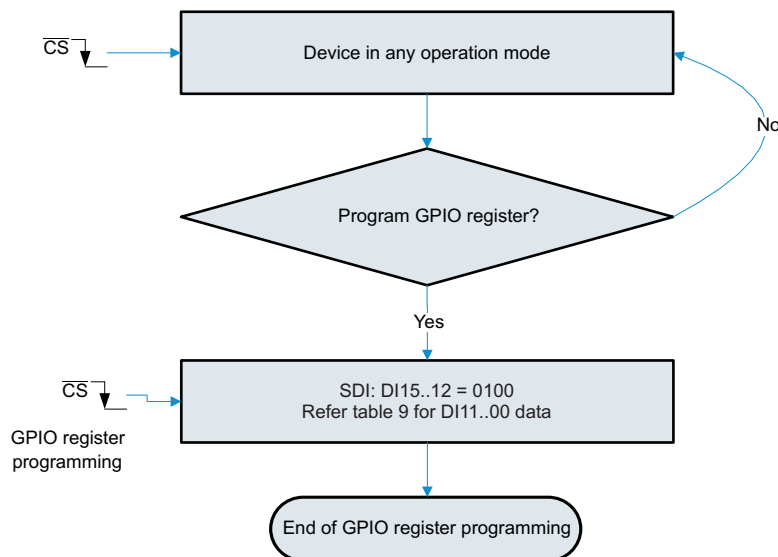 CS
Device in any operation mode
No
Program GPIO register?
Yes
CS
SDI: DI15..12 = 0100
Refer table 9 for DI11..00 data
GPIO register
programming
End of GPIO register programming